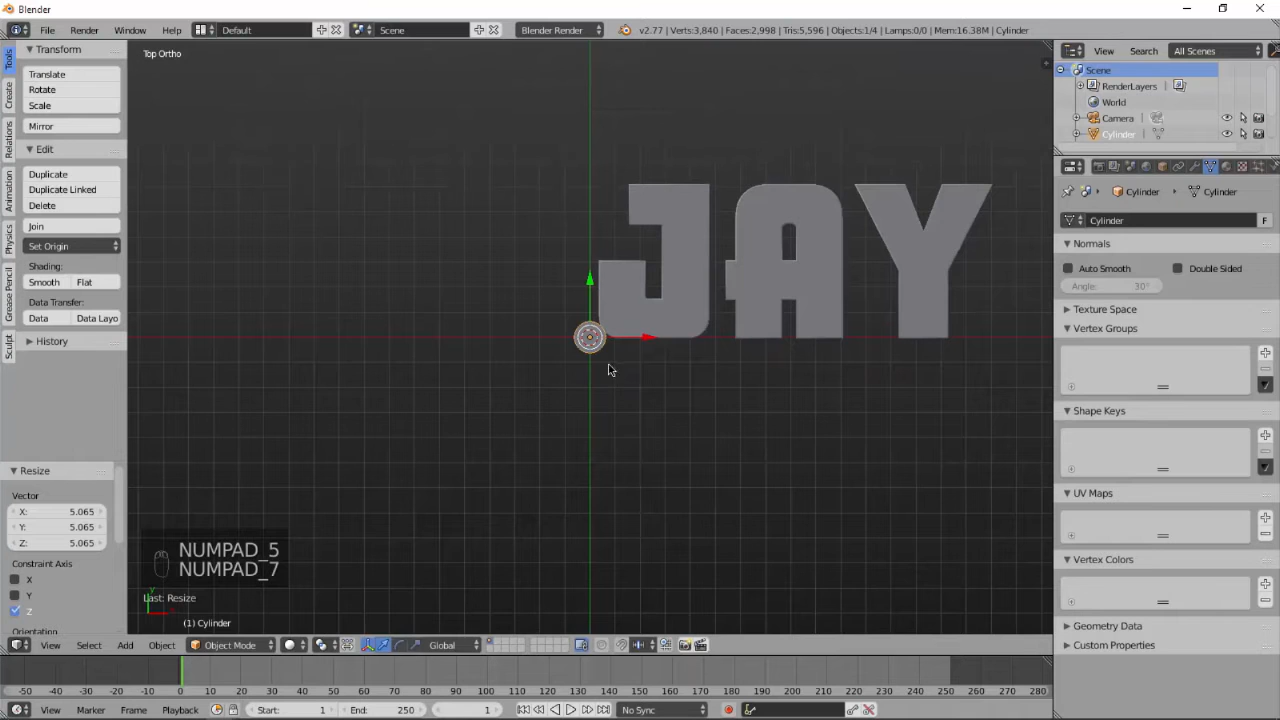 Blender
File Render Window Help Default Scene Blender Render v2.77 | Verts:3,840 | Faces:2,998 | Tris:5,596 | Objects:1/4 | Lamps:0/0 | Mem:16.38M | Cylinder
Tools
Create
Relations
Animation
Physics
Grease Pencil
Sculpt
Transform
Translate
Rotate
Scale
Mirror
Edit
Duplicate
Duplicate Linked
Delete
Join
Set Origin
Shading:
Smooth Flat
Data Transfer:
Data Data Layo
History
Resize
Vector
X: 5.065
Y: 5.065
Z: 5.065
Constraint Axis
X
Y
Z
Orientation
Top Ortho
JAY
NUMPAD_5
NUMPAD_7
Last: Resize
(1) Cylinder
View Select Add Object Object Mode Global
View Search All Scenes
Scene
RenderLayers
World
Camera
Cylinder
Cylinder Cylinder
Cylinder F
Normals
Auto Smooth Double Sided
Angle: 30°
Texture Space
Vertex Groups
Shape Keys
UV Maps
Vertex Colors
Geometry Data
Custom Properties
-50 -40 -30 -20 -10 0 10 20 30 40 50 60 70 80 90 100 110 120 130 140 150 160 170 180 190 200 210 220 230 240 250 260 270 280
View Marker Frame Playback Start: 1 End: 250 1 No Sync